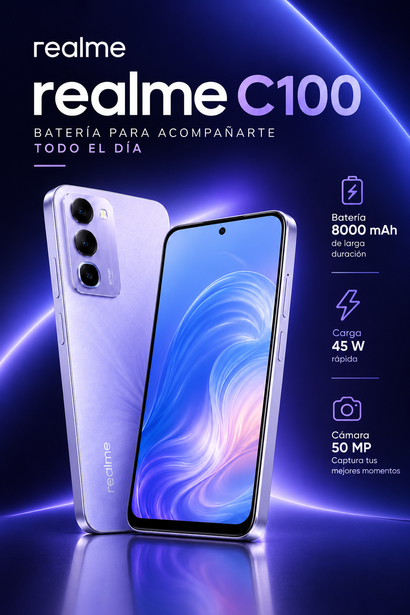 realme
realme C100
BATERÍA PARA ACOMPAÑARTE
TODO EL DÍA
Batería
8000 mAh
de larga
duración
Carga
45 W
rápida
Cámara
50 MP
Captura tus
mejores momentos
realme